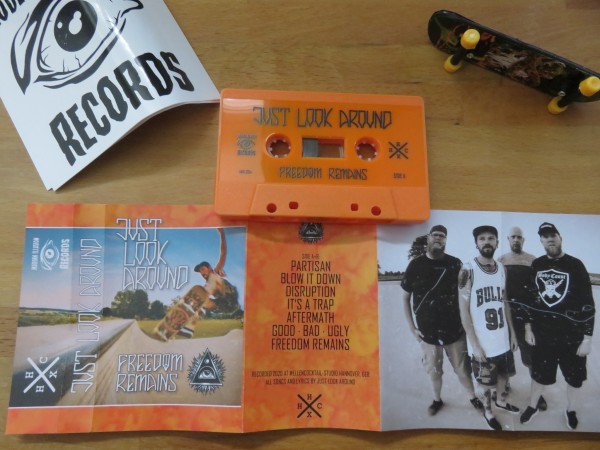 RECORDS
JUST LOOK AROUND
FREEDOM REMAINS
SIDE A
H
H C
X
RECORDS
JUST LOOK AROUND
JUST
LOOK
AROUND
FREEDOM
REMAINS
H
H C
X
PARTISAN
BLOW IT DOWN
DISRUPTION
IT'S A TRAP
AFTERMATH
GOOD · BAD · UGLY
FREEDOM REMAINS
ALL SONGS AND LYRICS BY JUST LOOK AROUND
H
H C
X
BULLS
91